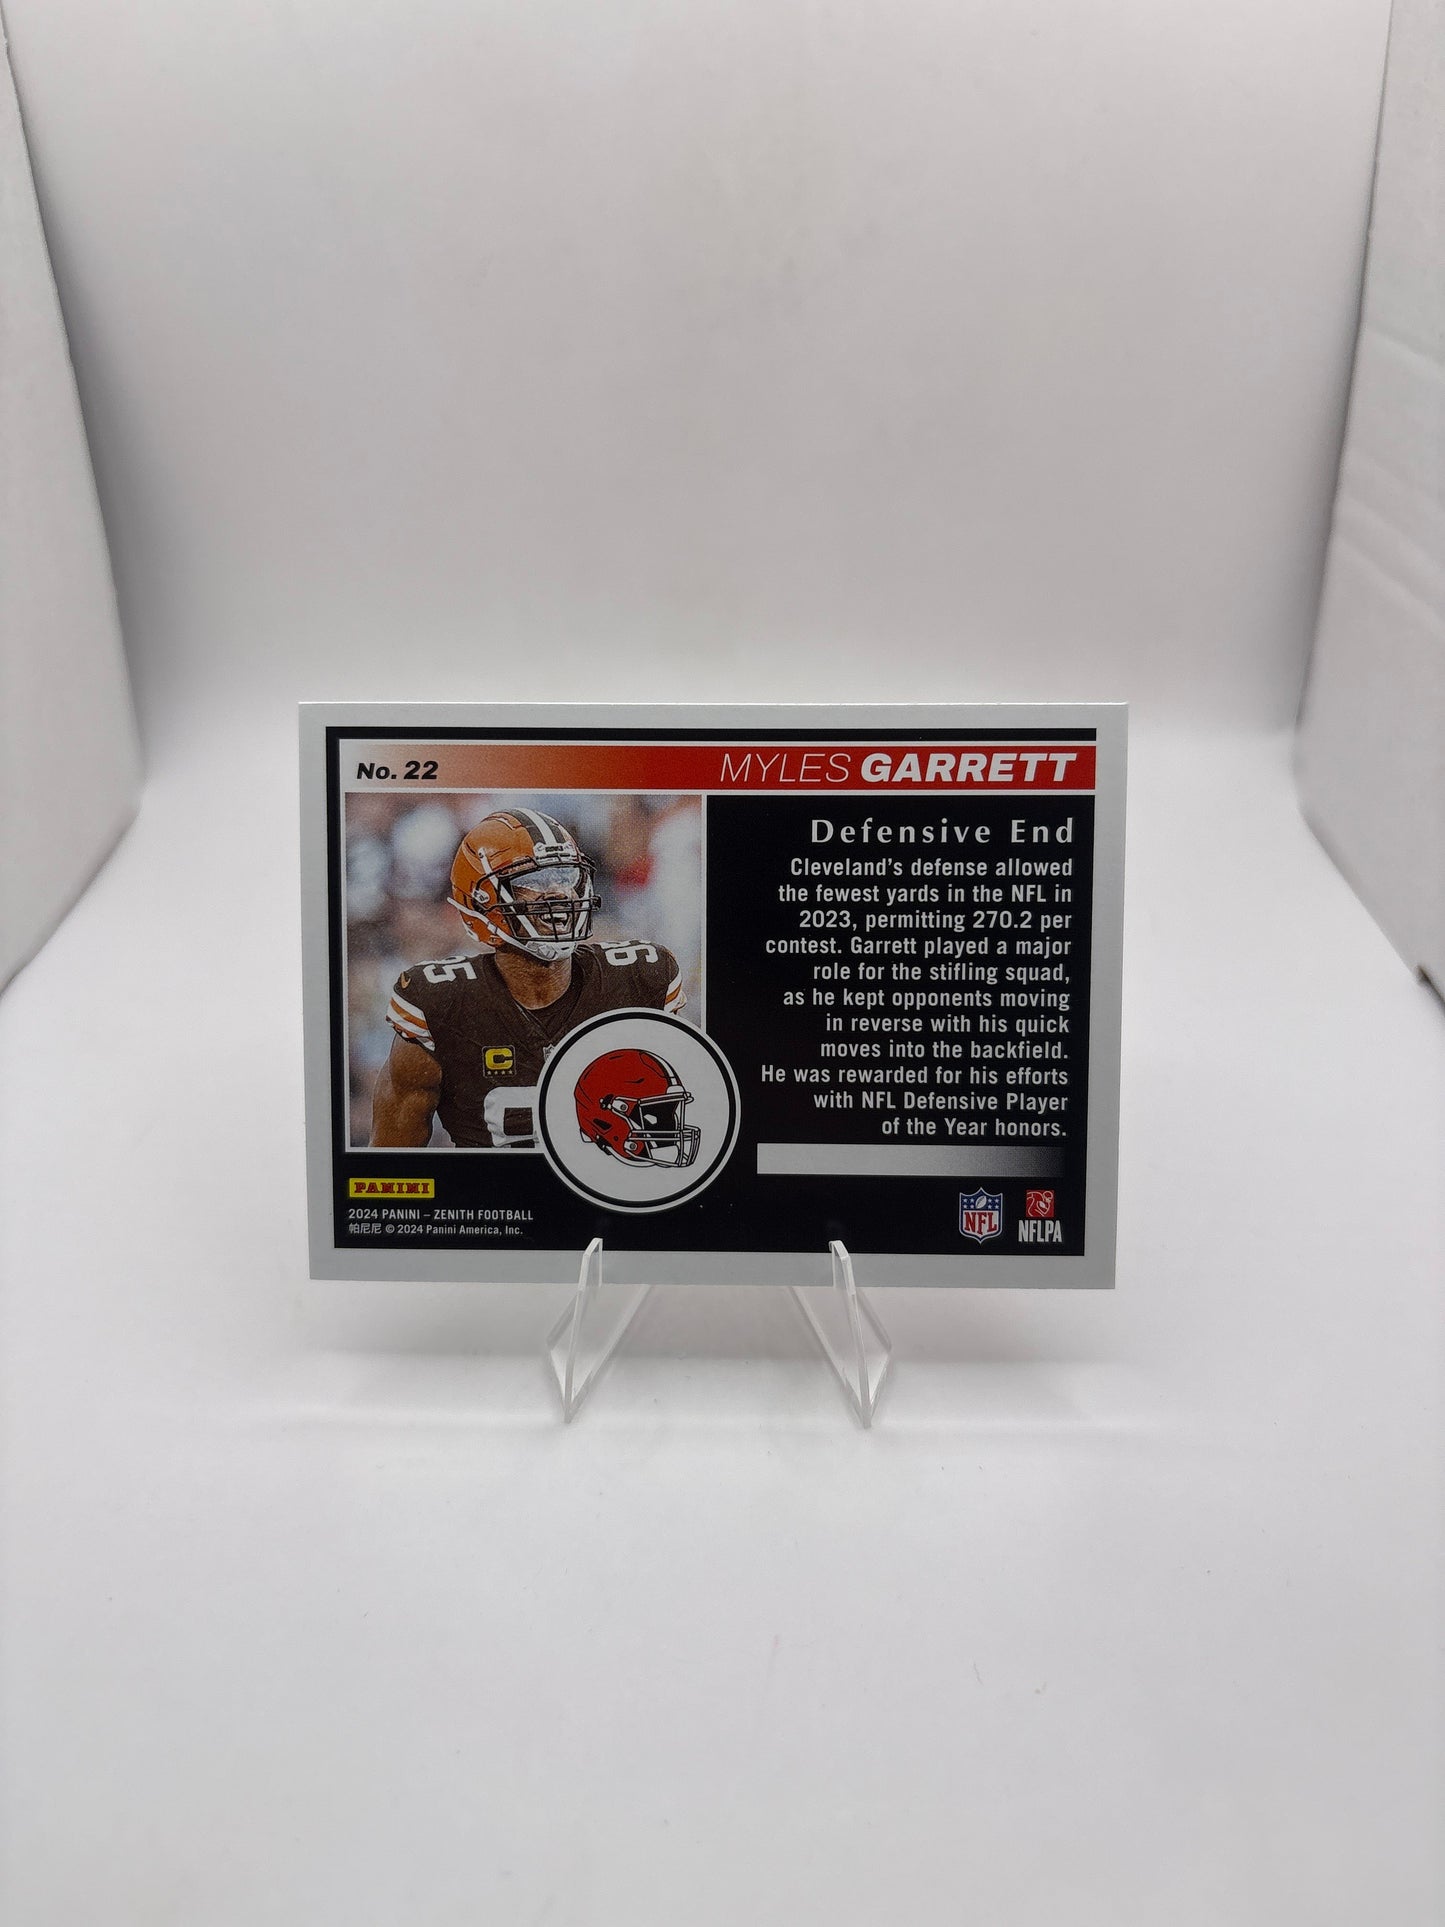 No. 22
MYLES GARRETT
Defensive End
Cleveland's defense allowed
the fewest yards in the NFL in
2023, permitting 270.2 per
contest. Garrett played a major
role for the stifling squad,
as he kept opponents moving
in reverse with his quick
moves into the backfield.
He was rewarded for his efforts
with NFL Defensive Player
of the Year honors.
95
C
PANINI
2024 PANINI – ZENITH FOOTBALL
帕尼尼 © 2024 Panini America, Inc.
NFL
NFLPA